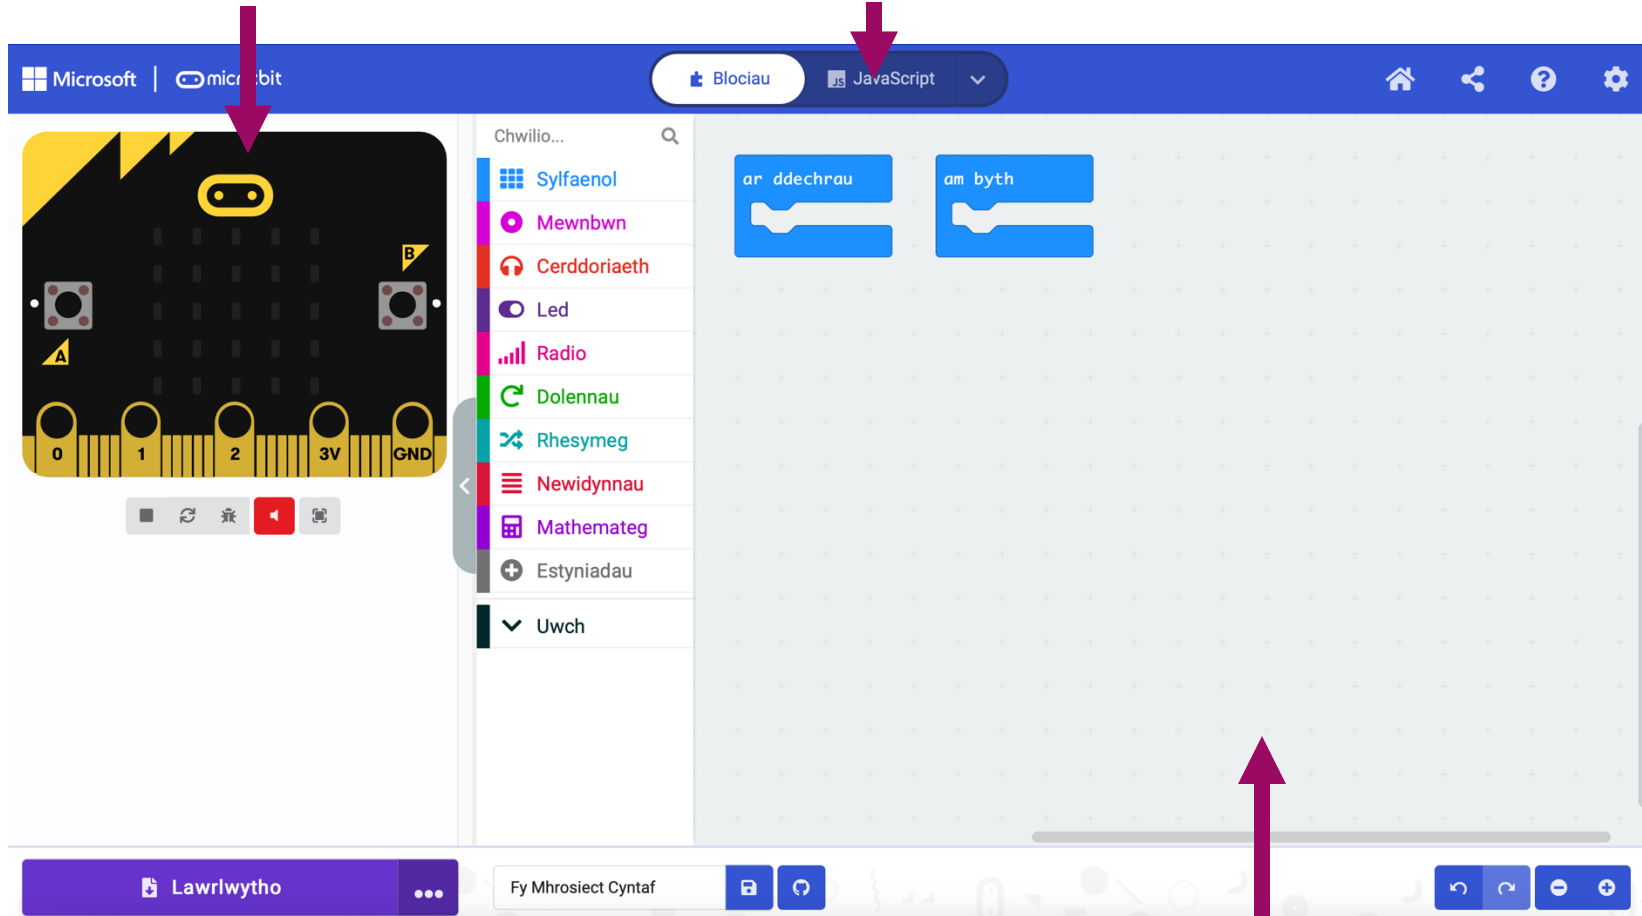 Microsoft
micro:bit
Blociau
JS JavaScript
B
A
0 1 2 3V GND
Chwilio...
Sylfaenol
Mewnbwn
Cerddoriaeth
Led
Radio
Dolennau
Rhesymeg
Newidynnau
Mathemateg
Estyniadau
Uwch
ar ddechrau
am byth
Lawrlwytho
Fy Mhrosiect Cyntaf